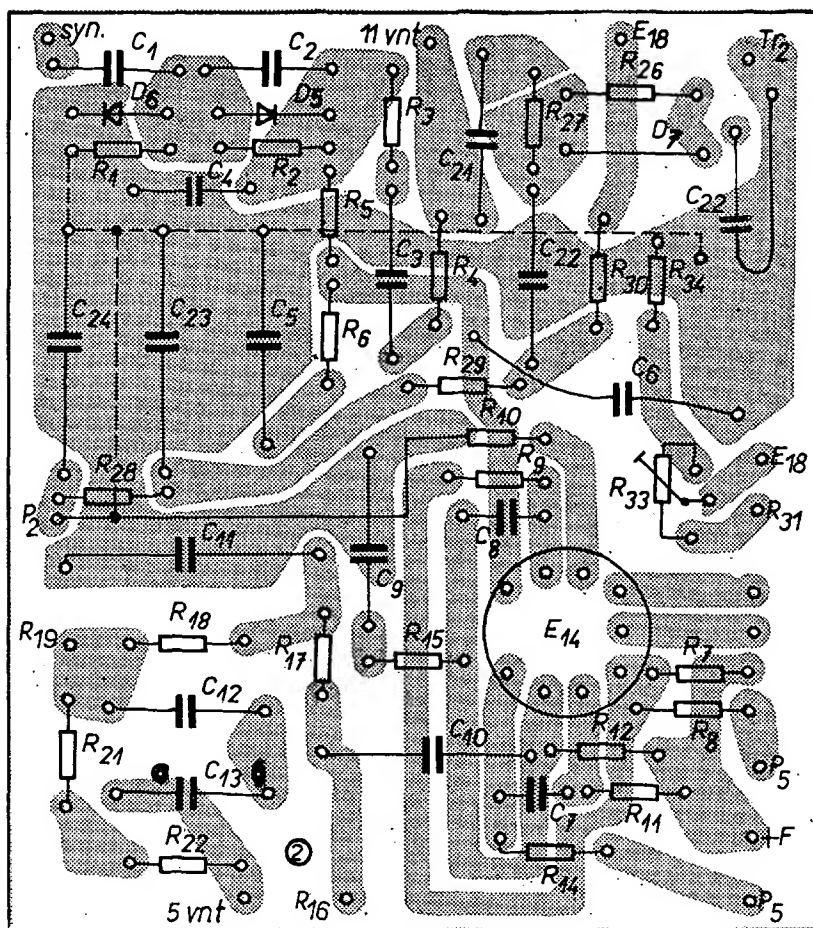 syn.
C1
C2
11 vnt
E18
Tr2
R26
D6
D5
R3
R27
D7
R1
R2
C21
C4
R5
C22
C3
R4
C22
R30
R34
C24
C23
C5
R6
R29
C6
R10
R28
R9
E18
P2
R33
R31
C11
C8
C9
R19
R18
R17
R15
E14
R7
C12
C10
R12
R8
R21
C13
P5
C7
R11
+F
R22
2
R14
5 vnt
R16
P5